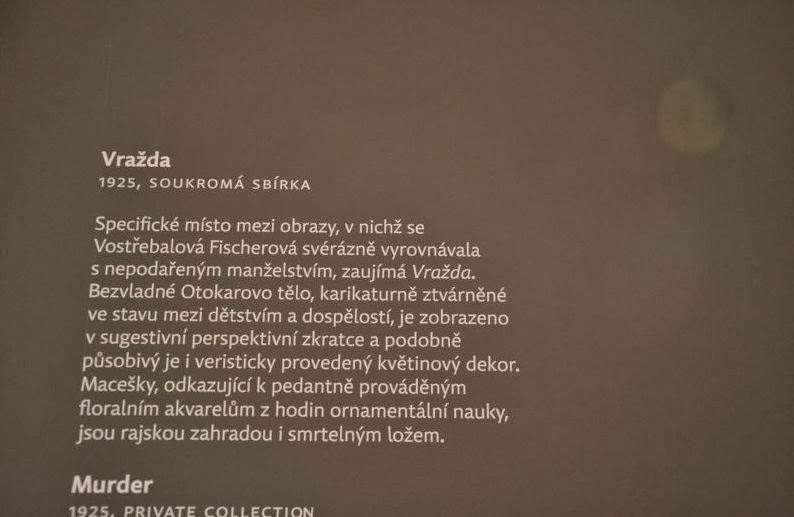 Vražda
1925, SOUKROMÁ SBÍRKA
Specifické místo mezi obrazy, v nichž se
Vostřebalová Fischerová svérázně vyrovnávala
s nepodařeným manželstvím, zaujímá Vražda.
Bezvladné Otokarovo tělo, karikaturně ztvárněné
ve stavu mezi dětstvím a dospělostí, je zobrazeno
v sugestivní perspektivní zkratce a podobně
působivý je i veristicky provedený květinový dekor.
Macešky, odkazující k pedantně prováděným
floralním akvarelům z hodin ornamentální nauky,
jsou rajskou zahradou i smrtelným ložem.
Murder
1925, PRIVATE COLLECTION